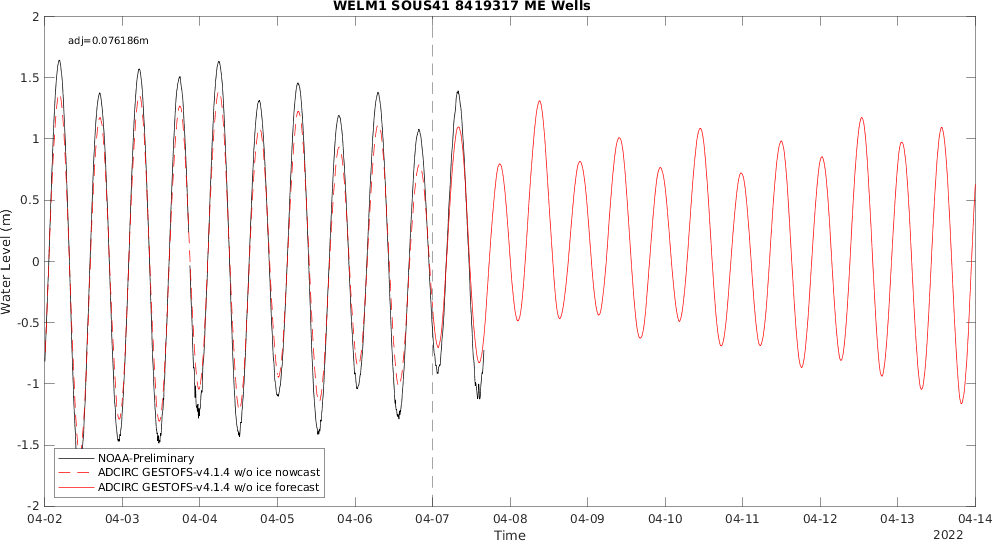 WELM1 SOUS41 8419317 ME Wells
adj=0.076186m
Water Level (m)
2
1.5
1
0.5
0
-0.5
-1
-1.5
-2
NOAA-Preliminary
ADCIRC GESTOFS-v4.1.4 w/o ice nowcast
ADCIRC GESTOFS-v4.1.4 w/o ice forecast
04-02 04-03 04-04 04-05 04-06 04-07 04-08 04-09 04-10 04-11 04-12 04-13 04-14
Time
2022